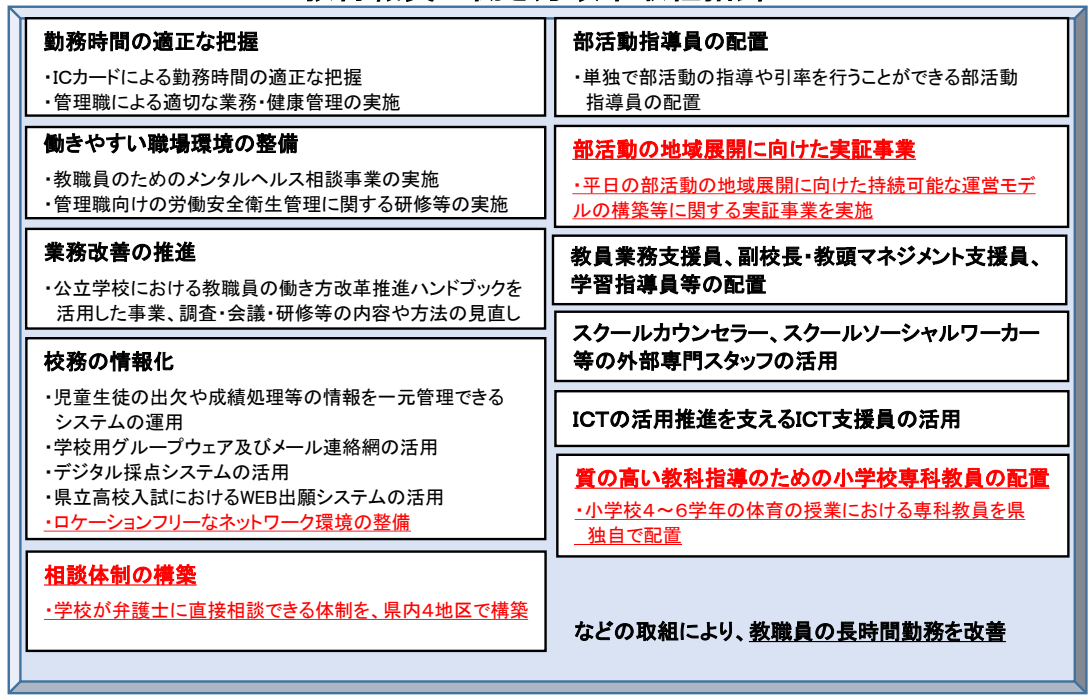 勤務時間の適正な把握
・ICカードによる勤務時間の適正な把握
・管理職による適切な業務・健康管理の実施
働きやすい職場環境の整備
・教職員のためのメンタルヘルス相談事業の実施
・管理職向けの労働安全衛生管理に関する研修等の実施
業務改善の推進
・公立学校における教職員の働き方改革推進ハンドブックを
活用した事業、調査・会議・研修等の内容や方法の見直し
校務の情報化
・児童生徒の出欠や成績処理等の情報を一元管理できる
システムの運用
・学校用グループウェア及びメール連絡網の活用
・デジタル採点システムの活用
・県立高校入試におけるWEB出願システムの活用
・ロケーションフリーなネットワーク環境の整備
相談体制の構築
・学校が弁護士に直接相談できる体制を、県内4地区で構築
部活動指導員の配置
・単独で部活動の指導や引率を行うことができる部活動
指導員の配置
部活動の地域展開に向けた実証事業
・平日の部活動の地域展開に向けた持続可能な運営モデ
ルの構築等に関する実証事業を実施
教員業務支援員、副校長・教頭マネジメント支援員、
学習指導員等の配置
スクールカウンセラー、スクールソーシャルワーカー
等の外部専門スタッフの活用
ICTの活用推進を支えるICT支援員の活用
質の高い教科指導のための小学校専科教員の配置
・小学校4～6学年の体育の授業における専科教員を県
独自で配置
などの取組により、教職員の長時間勤務を改善